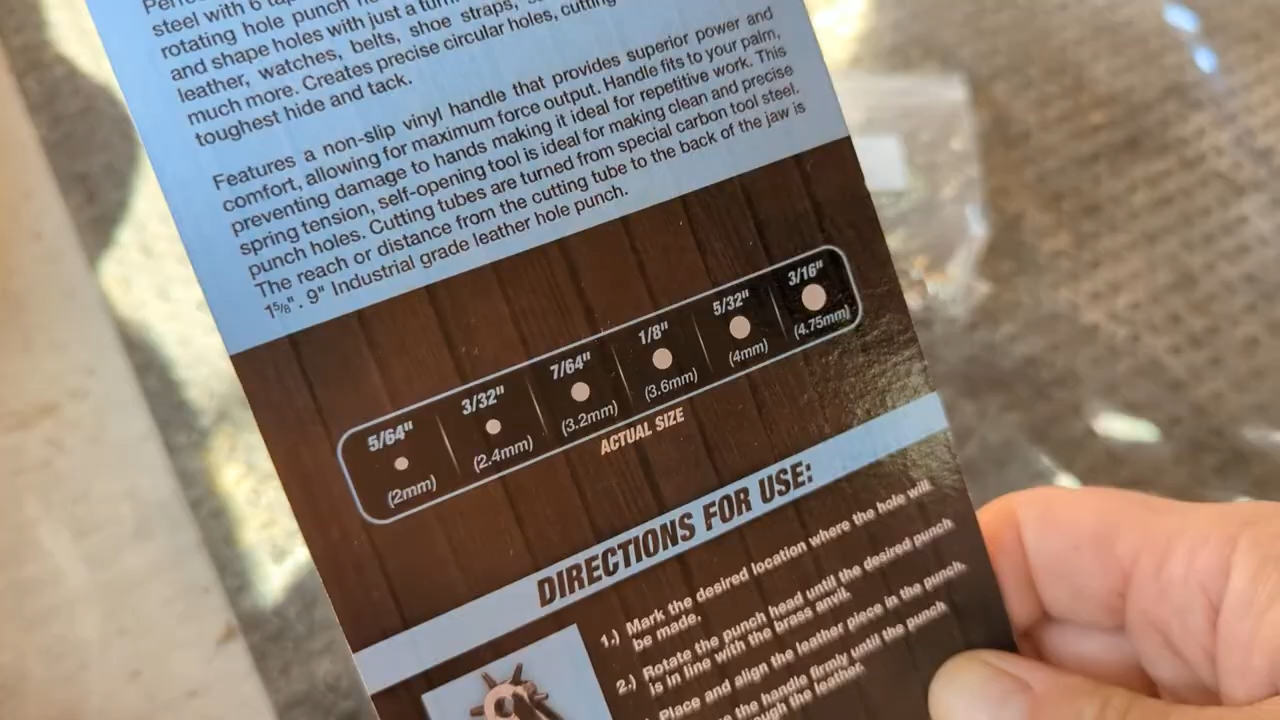 steel with 6
rotating hole punch
and shape holes with just a turn
leather, watches, belts, shoe straps,
much more. Creates precise circular holes, cutting
toughest hide and tack.
Features a non-slip vinyl handle that provides superior power and
comfort, allowing for maximum force output. Handle fits to your palm,
preventing damage to hands making it ideal for repetitive work. This
spring tension, self-opening tool is ideal for making clean and precise
punch holes. Cutting tubes are turned from special carbon tool steel.
The reach or distance from the cutting tube to the back of the jaw is
1⅝". 9" Industrial grade leather hole punch.
5/64" 3/32" 7/64" 1/8" 5/32" 3/16"
(2mm) (2.4mm) (3.2mm) (3.6mm) (4mm) (4.75mm)
ACTUAL SIZE
DIRECTIONS FOR USE:
1.) Mark the desired location where the hole will
be made.
2.) Rotate the punch head until the desired punch
is in line with the brass anvil.
Place and align the leather piece in the punch.
the handle firmly until the punch
the leather.